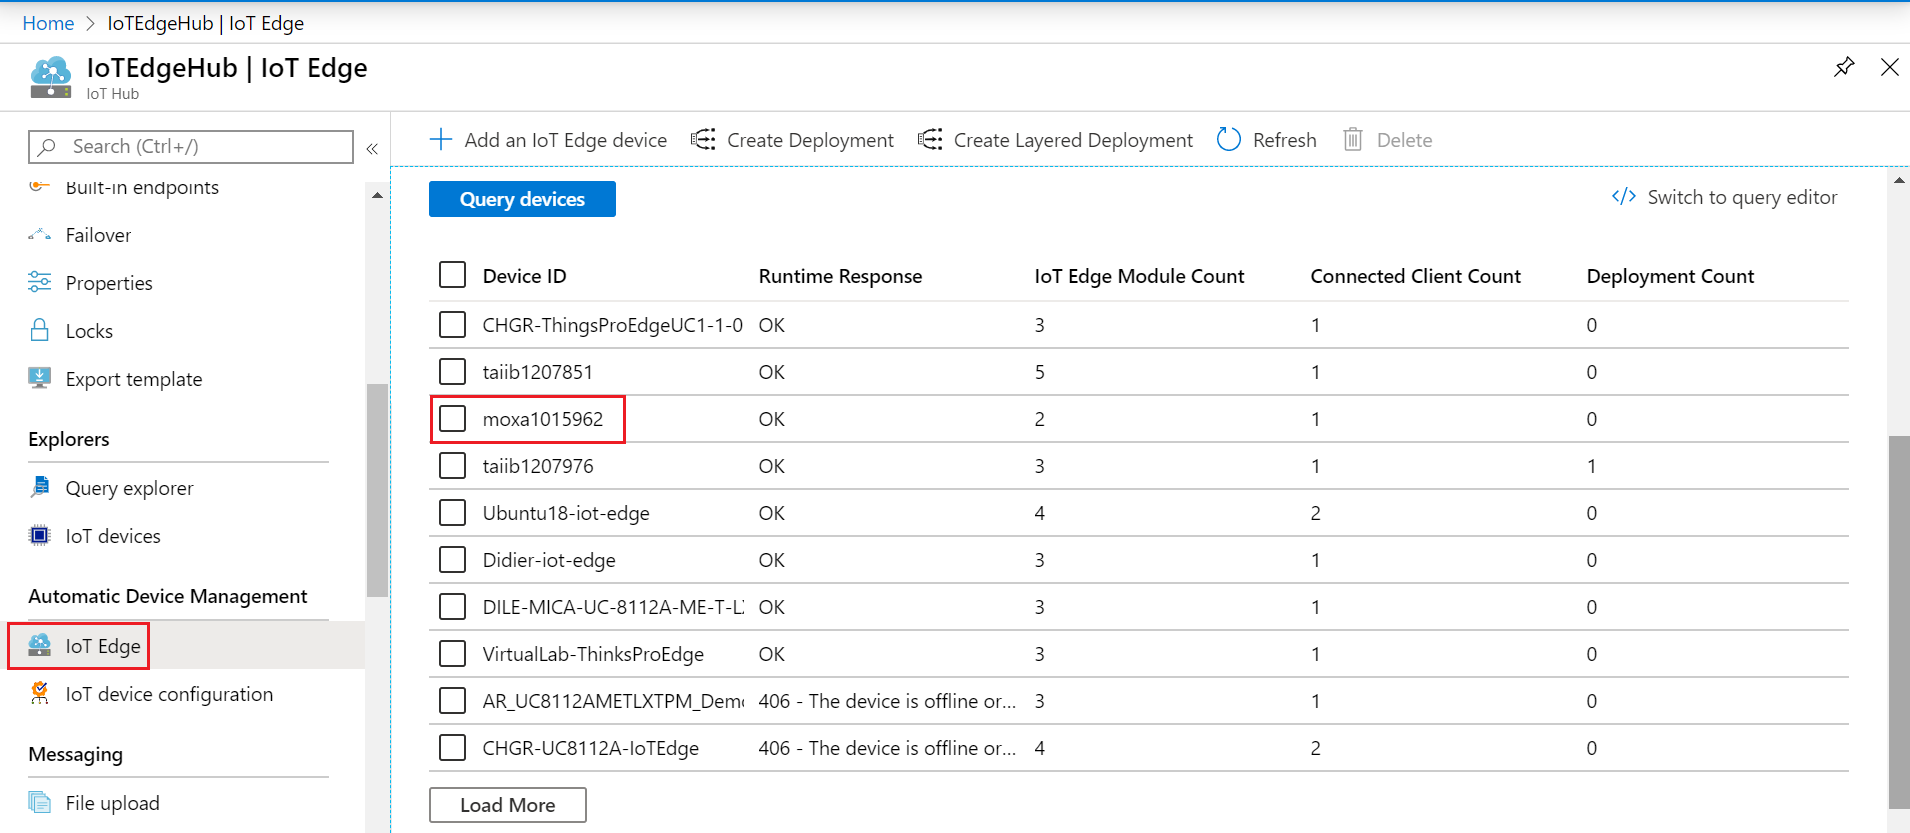 Home > IoTEdgeHub | IoT Edge
IoTEdgeHub | IoT Edge
IoT Hub
Search (Ctrl+/)
«
Built-in endpoints
Failover
Properties
Locks
Export template
Explorers
Query explorer
IoT devices
Automatic Device Management
IoT Edge
IoT device configuration
Messaging
File upload
Add an IoT Edge device Create Deployment Create Layered Deployment Refresh Delete
Query devices
</> Switch to query editor
Device ID Runtime Response IoT Edge Module Count Connected Client Count Deployment Count
CHGR-ThingsProEdgeUC1-1-0 OK 3 1 0
taiib1207851 OK 5 1 0
moxa1015962 OK 2 1 0
taiib1207976 OK 3 1 1
Ubuntu18-iot-edge OK 4 2 0
Didier-iot-edge OK 3 1 0
DILE-MICA-UC-8112A-ME-T-LX OK 3 1 0
VirtualLab-ThinksProEdge OK 3 1 0
AR_UC8112AMETLXTPM_Demo 406 - The device is offline or... 3 1 0
CHGR-UC8112A-IoTEdge 406 - The device is offline or... 4 2 0
Load More